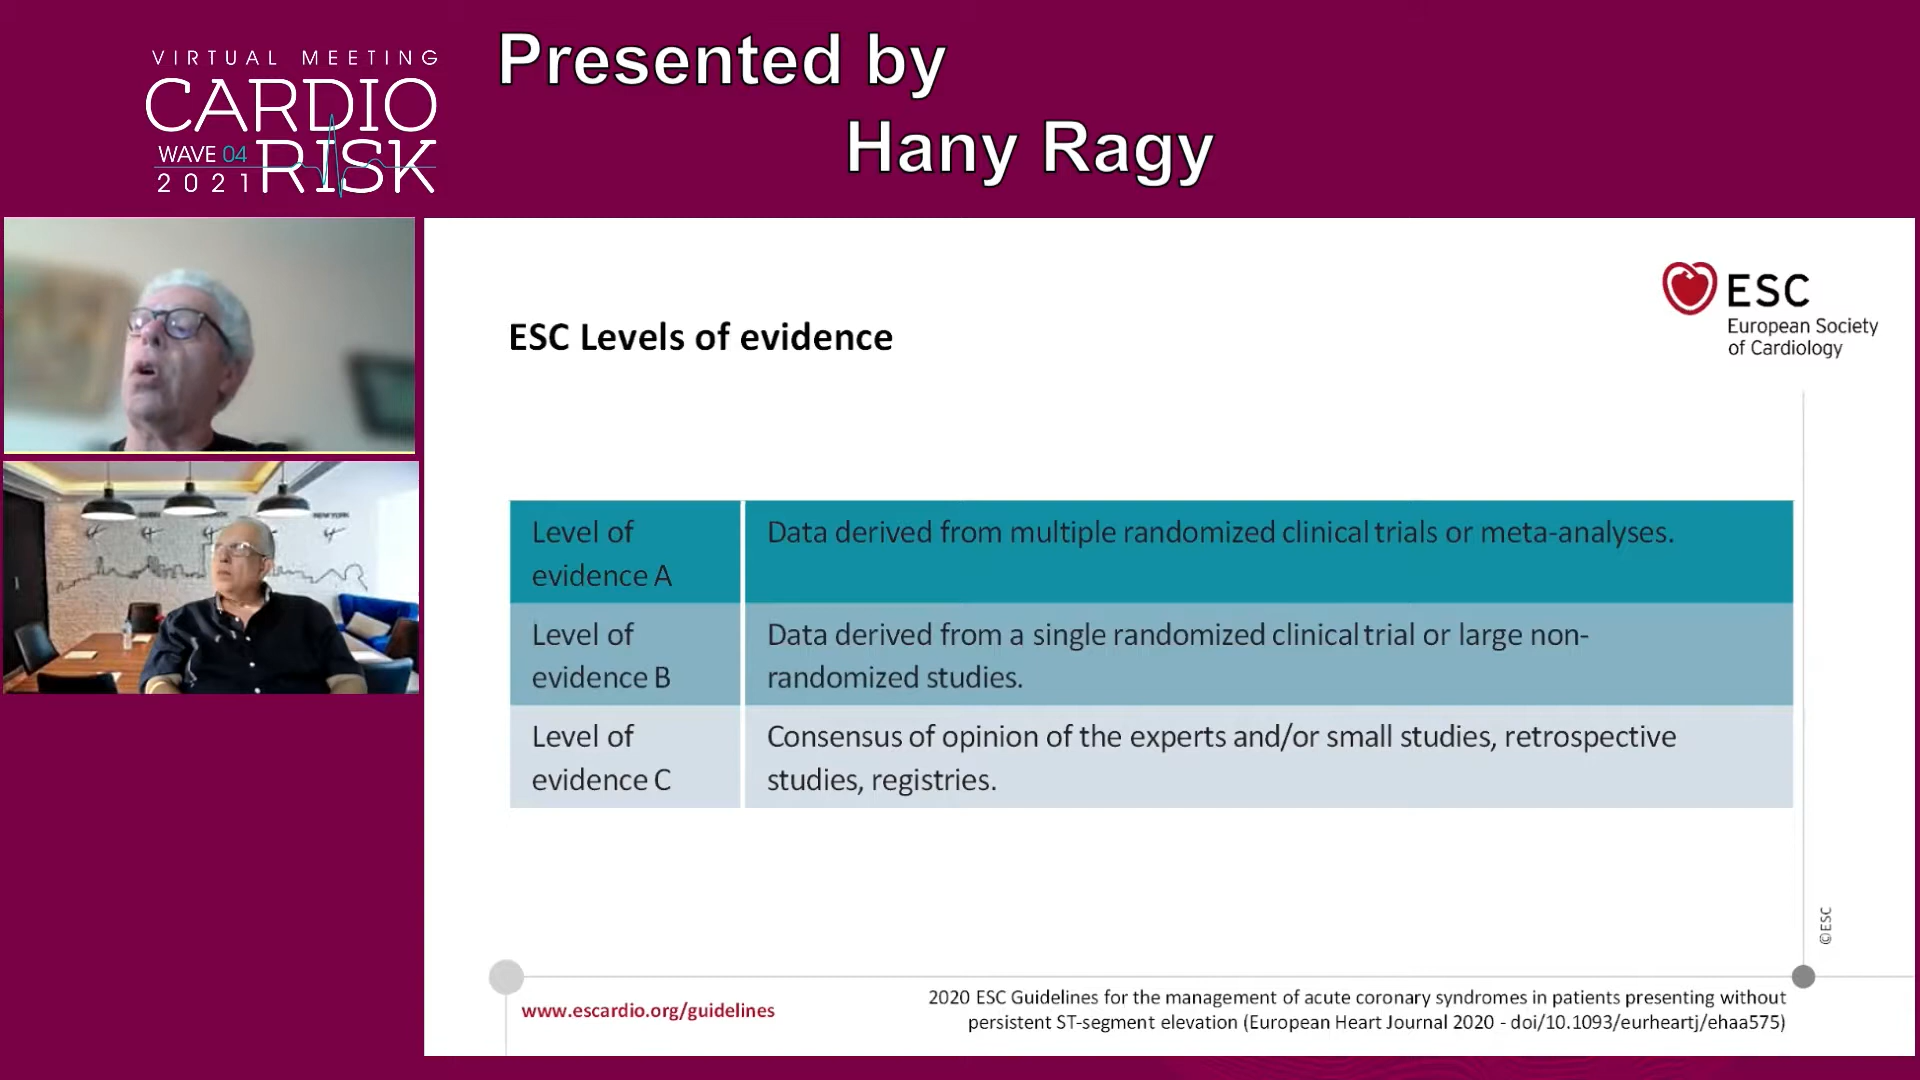 VIRTUAL MEETING
CARDIO
WAVE 04
RISK
2021
Presented by
Hany Ragy
ESC
European Society
of Cardiology
ESC Levels of evidence
Level of
evidence A
Data derived from multiple randomized clinical trials or meta-analyses.
Level of
evidence B
Data derived from a single randomized clinical trial or large non-
randomized studies.
Level of
evidence C
Consensus of opinion of the experts and/or small studies, retrospective
studies, registries.
©ESC
www.escardio.org/guidelines
2020 ESC Guidelines for the management of acute coronary syndromes in patients presenting without
persistent ST-segment elevation (European Heart Journal 2020 - doi/10.1093/eurheartj/ehaa575)